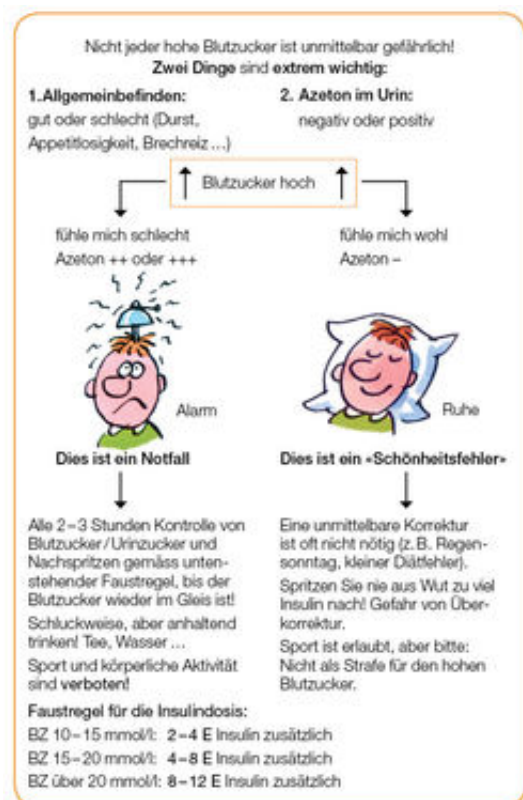 Nicht jeder hohe Blutzucker ist unmittelbar gefährlich!
Zwei Dinge sind extrem wichtig:
1.Allgemeinbefinden:
gut oder schlecht (Durst,
Appetitlosigkeit, Brechreiz ...)
2. Azeton im Urin:
negativ oder positiv
Blutzucker hoch
fühle mich schlecht
Azeton ++ oder +++
Alarm
Dies ist ein Notfall
Alle 2–3 Stunden Kontrolle von
Blutzucker/Urinzucker und
Nachspritzen gemäss unten-
stehender Faustregel, bis der
Blutzucker wieder im Gleis ist!
Schluckweise, aber anhaltend
trinken! Tee, Wasser ...
Sport und körperliche Aktivität
sind verboten!
fühle mich wohl
Azeton –
Ruhe
Dies ist ein «Schönheitsfehler»
Eine unmittelbare Korrektur
ist oft nicht nötig (z.B. Regen-
sonntag, kleiner Diätfehler).
Spritzen Sie nie aus Wut zu viel
Insulin nach! Gefahr von Über-
korrektur.
Sport ist erlaubt, aber bitte:
Nicht als Strafe für den hohen
Blutzucker.
Faustregel für die Insulindosis:
BZ 10–15 mmol/l: 2–4 E Insulin zusätzlich
BZ 15–20 mmol/l: 4–8 E Insulin zusätzlich
BZ über 20 mmol/l: 8–12 E Insulin zusätzlich